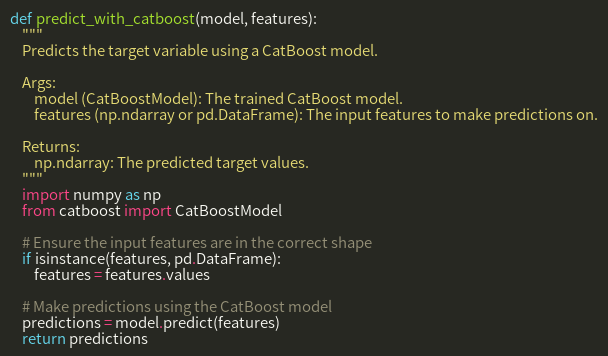 def predict_with_catboost(model, features):
    """
    Predicts the target variable using a CatBoost model.

    Args:
        model (CatBoostModel): The trained CatBoost model.
        features (np.ndarray or pd.DataFrame): The input features to make predictions on.

    Returns:
        np.ndarray: The predicted target values.
    """
    import numpy as np
    from catboost import CatBoostModel

    # Ensure the input features are in the correct shape
    if isinstance(features, pd.DataFrame):
        features = features.values

    # Make predictions using the CatBoost model
    predictions = model.predict(features)
    return predictions